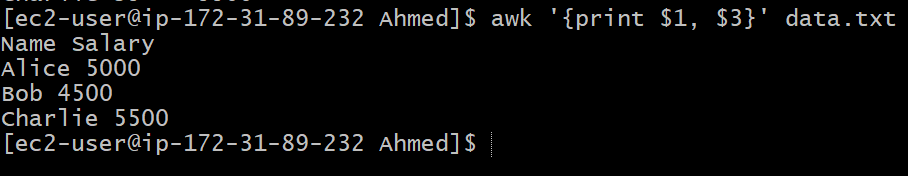 [ec2-user@ip-172-31-89-232 Ahmed]$ awk '{print $1, $3}' data.txt
Name Salary
Alice 5000
Bob 4500
Charlie 5500
[ec2-user@ip-172-31-89-232 Ahmed]$